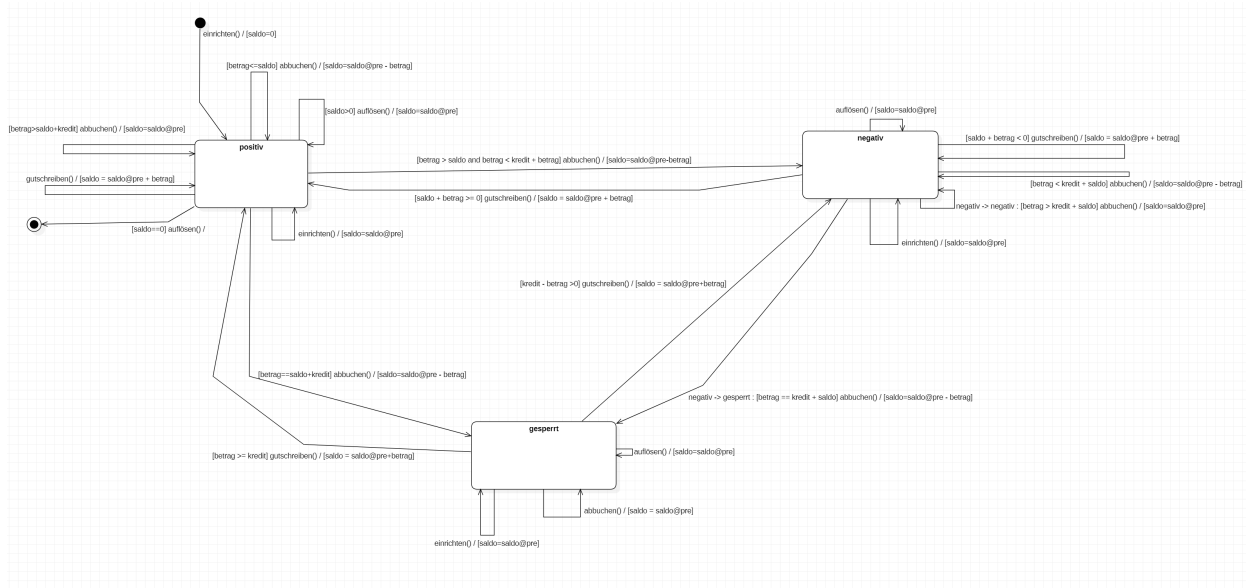 einrichten() / [saldo=0]
[betrag<=saldo] abbuchen() / [saldo=saldo@pre - betrag]
[saldo>0] auflösen() / [saldo=saldo@pre]
auflösen() / [saldo=saldo@pre]
[betrag>saldo+kredit] abbuchen() / [saldo=saldo@pre]
positiv
negativ
[saldo + betrag < 0] gutschreiben() / [saldo = saldo@pre + betrag]
[betrag > saldo and betrag < kredit + betrag] abbuchen() / [saldo=saldo@pre-betrag]
gutschreiben() / [saldo = saldo@pre + betrag]
[betrag < kredit + saldo] abbuchen() / [saldo=saldo@pre - betrag]
[saldo + betrag >= 0] gutschreiben() / [saldo = saldo@pre + betrag]
negativ -> negativ : [betrag > kredit + saldo] abbuchen() / [saldo=saldo@pre]
[saldo==0] auflösen() /
einrichten() / [saldo=saldo@pre]
einrichten() / [saldo=saldo@pre]
[kredit - betrag >0] gutschreiben() / [saldo = saldo@pre+betrag]
[betrag==saldo+kredit] abbuchen() / [saldo=saldo@pre - betrag]
negativ -> gesperrt : [betrag == kredit + saldo] abbuchen() / [saldo=saldo@pre - betrag]
gesperrt
[betrag >= kredit] gutschreiben() / [saldo = saldo@pre+betrag]
auflösen() / [saldo=saldo@pre]
abbuchen() / [saldo = saldo@pre]
einrichten() / [saldo=saldo@pre]